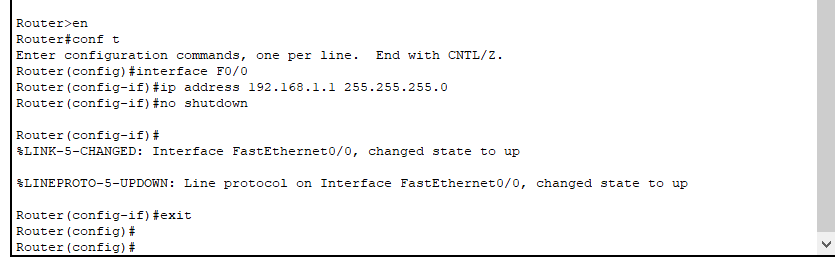 Router>en
Router#conf t
Enter configuration commands, one per line.  End with CNTL/Z.
Router(config)#interface F0/0
Router(config-if)#ip address 192.168.1.1 255.255.255.0
Router(config-if)#no shutdown
Router(config-if)#
%LINK-5-CHANGED: Interface FastEthernet0/0, changed state to up
%LINEPROTO-5-UPDOWN: Line protocol on Interface FastEthernet0/0, changed state to up
Router(config-if)#exit
Router(config)#
Router(config)#